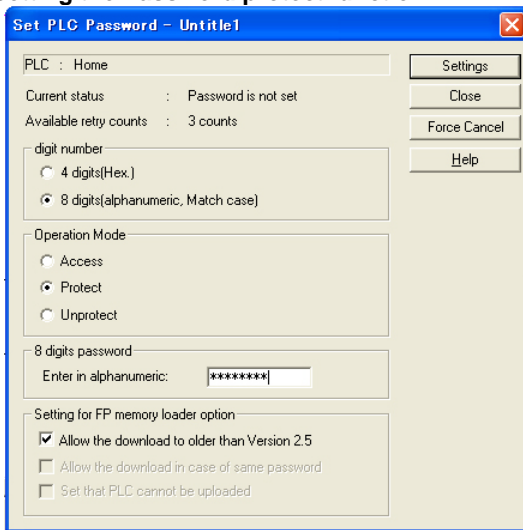 Set PLC Password - Untitle1
PLC : Home
Settings
Current status : Password is not set
Close
Available retry counts : 3 counts
Force Cancel
digit number
Help
4 digits(Hex.)
8 digits(alphanumeric, Match case)
Operation Mode
Access
Protect
Unprotect
8 digits password
Enter in alphanumeric: ********
Setting for FP memory loader option
Allow the download to older than Version 2.5
Allow the download in case of same password
Set that PLC cannot be uploaded